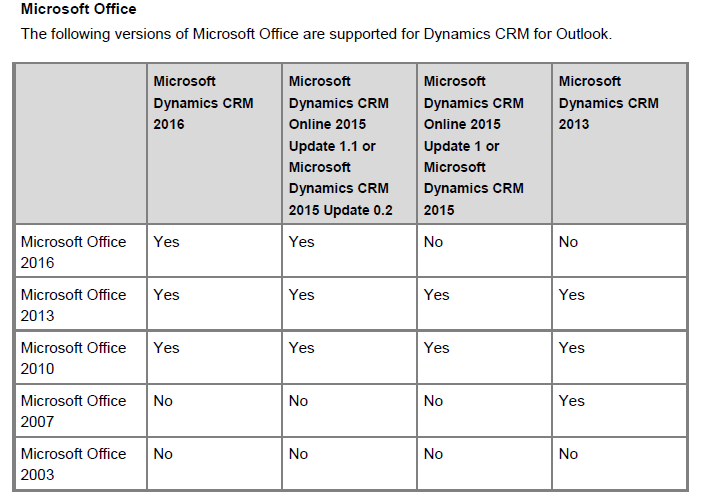 Microsoft Office
The following versions of Microsoft Office are supported for Dynamics CRM for Outlook.
Microsoft
Dynamics CRM
2016
Microsoft
Dynamics CRM
Online 2015
Update 1.1 or
Microsoft
Dynamics CRM
2015 Update 0.2
Microsoft
Dynamics CRM
Online 2015
Update 1 or
Microsoft
Dynamics CRM
2015
Microsoft
Dynamics CRM
2013
Microsoft Office
2016
Yes
Yes
No
No
Microsoft Office
2013
Yes
Yes
Yes
Yes
Microsoft Office
2010
Yes
Yes
Yes
Yes
Microsoft Office
2007
No
No
No
Yes
Microsoft Office
2003
No
No
No
No